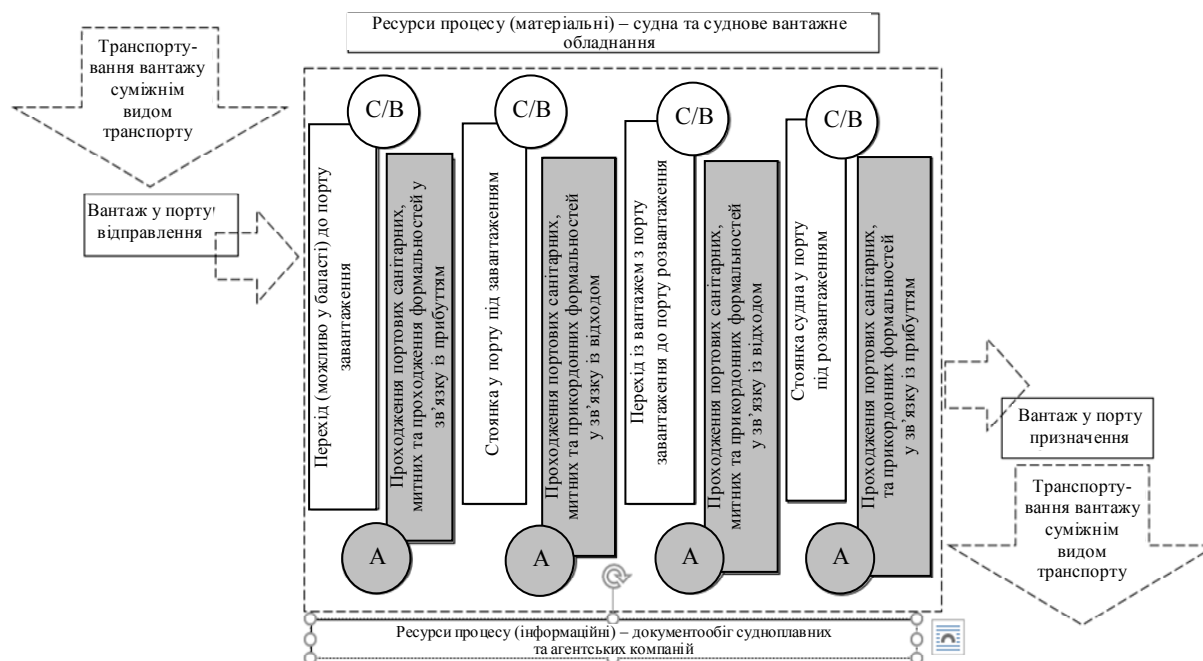 Ресурси процесу (матеріальні) – судна та суднове вантажне
обладнання
Транспорту-
вання вантажу
суміжнім
видом
транспорту
Вантаж у порту
відправлення
С/В
Перехід (можливо у баласті) до порту
завантаження
Проходження портових санітарних,
митних та проходження формальностей у
зв’язку із прибуттям
А
С/В
Стоянка у порту під завантаженням
Проходження портових санітарних,
митних та прикордонних формальностей
у зв’язку із відходом
А
С/В
Перехід із вантажем з порту
завантаження до порту розвантаження
Проходження портових санітарних,
митних та прикордонних формальностей
у зв’язку із відходом
А
С/В
Стоянка судна у порту
під розвантаженням
Проходження портових санітарних,
та прикордонних формальностей
у зв’язку із прибуттям
А
Вантаж у порту
призначення
Транспорту-
вання вантажу
суміжнім
видом
транспорту
Ресурси процесу (інформаційні) – документообіг судноплавних
та агентських компаній